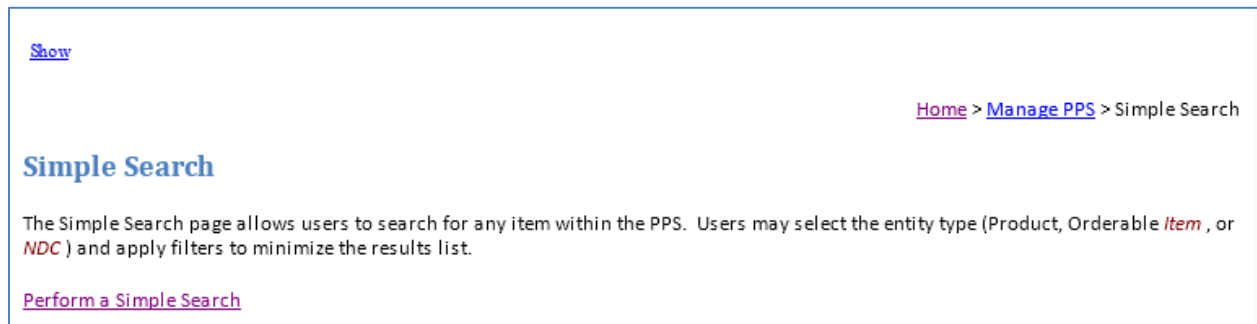 Show
Home > Manage PPS > Simple Search
Simple Search
The Simple Search page allows users to search for any item within the PPS.  Users may select the entity type (Product, Orderable Item , or
NDC ) and apply filters to minimize the results list.
Perform a Simple Search